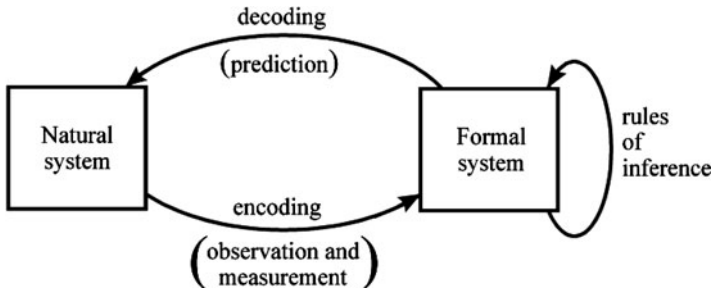 decoding
(prediction)
Natural
system
Formal
system
rules
of
inference
encoding
(observation and
measurement)